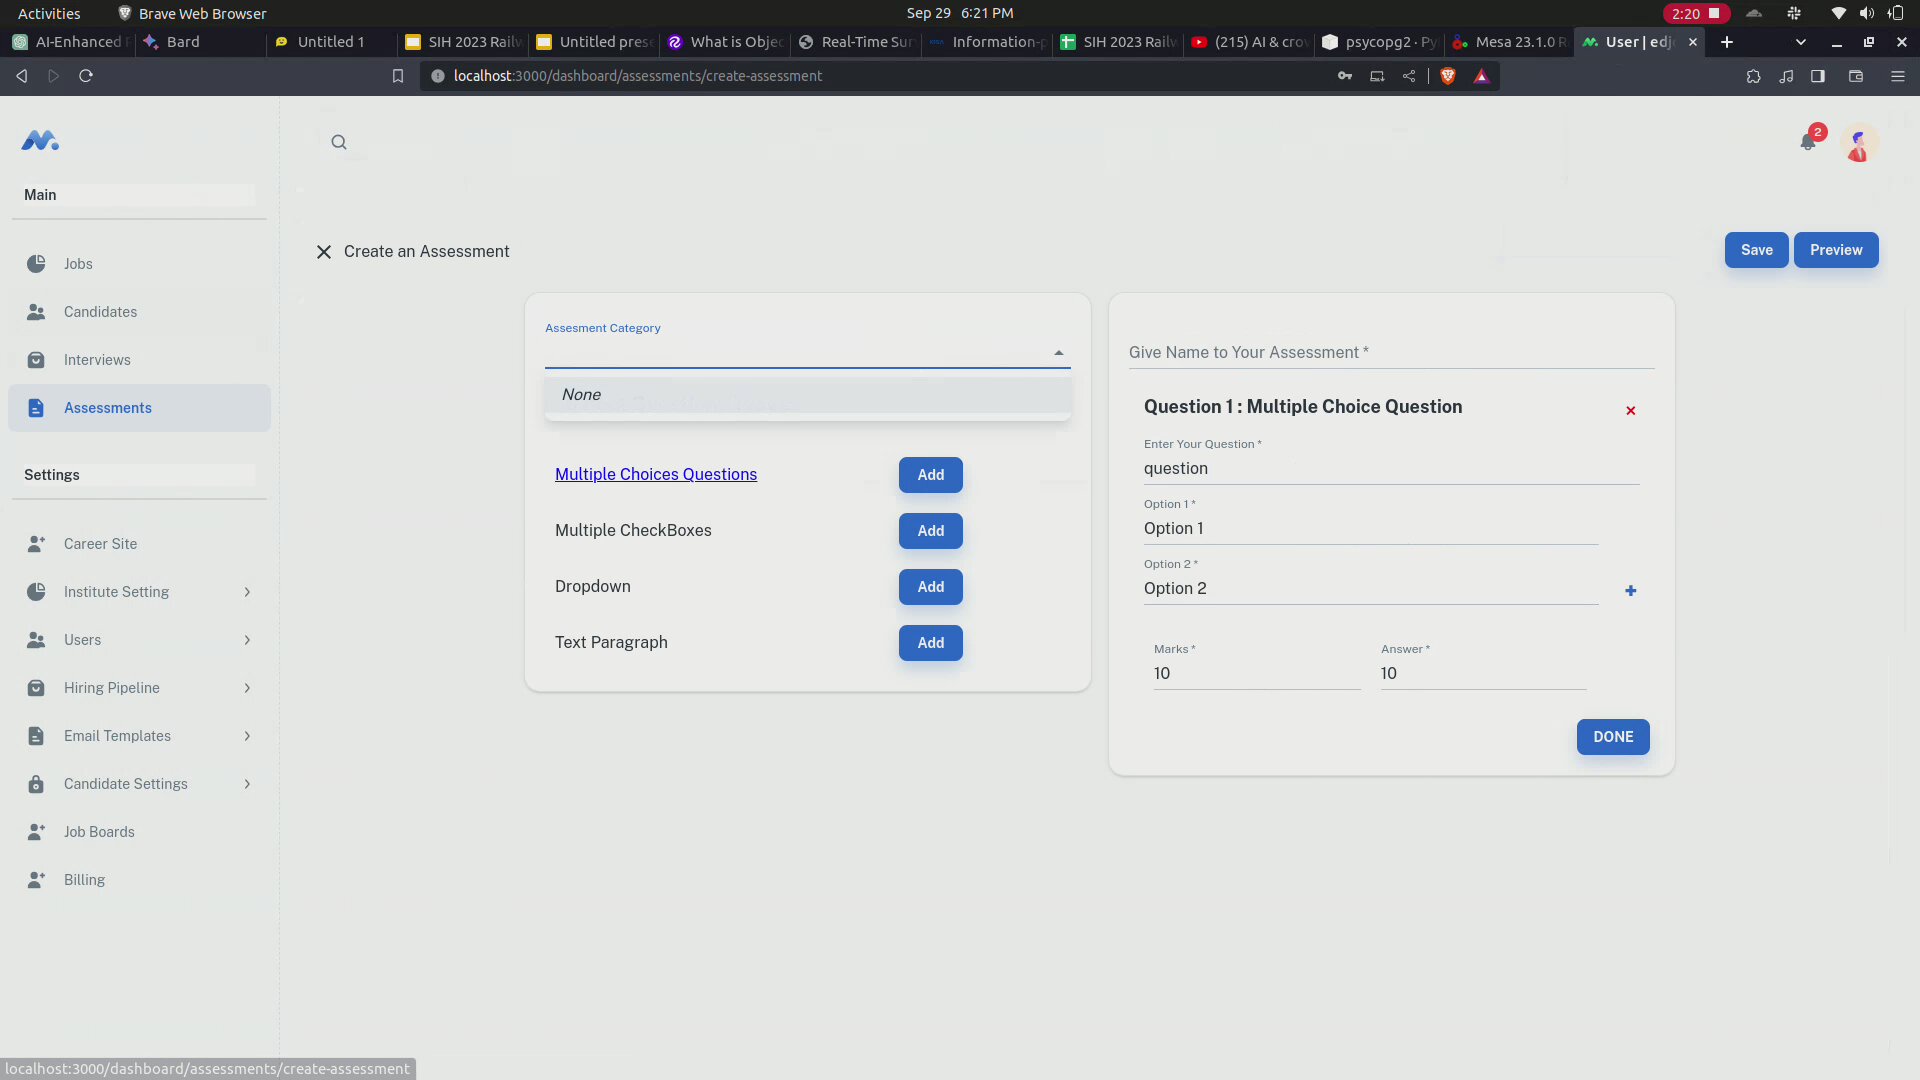 Activities
Brave Web Browser
Sep 29 6:21 PM
2:20
AI-Enhanced
Bard
Untitled 1
SIH 2023 Railw
Untitled prese
What is Objec
Real-Time Sur
Information-p
SIH 2023 Railw
(215) AI & crow
psycopg2 · Py
Mesa 23.1.0 R
User | edj
localhost:3000/dashboard/assessments/create-assessment
2
Main
Jobs
Candidates
Interviews
Assessments
Settings
Career Site
Institute Setting
Users
Hiring Pipeline
Email Templates
Candidate Settings
Job Boards
Billing
Create an Assessment
Save
Preview
Assesment Category
None
Multiple Choices Questions
Add
Multiple CheckBoxes
Add
Dropdown
Add
Text Paragraph
Add
Give Name to Your Assessment *
Question 1 : Multiple Choice Question
Enter Your Question *
question
Option 1 *
Option 1
Option 2 *
Option 2
Marks *
10
Answer *
10
DONE
localhost:3000/dashboard/assessments/create-assessment